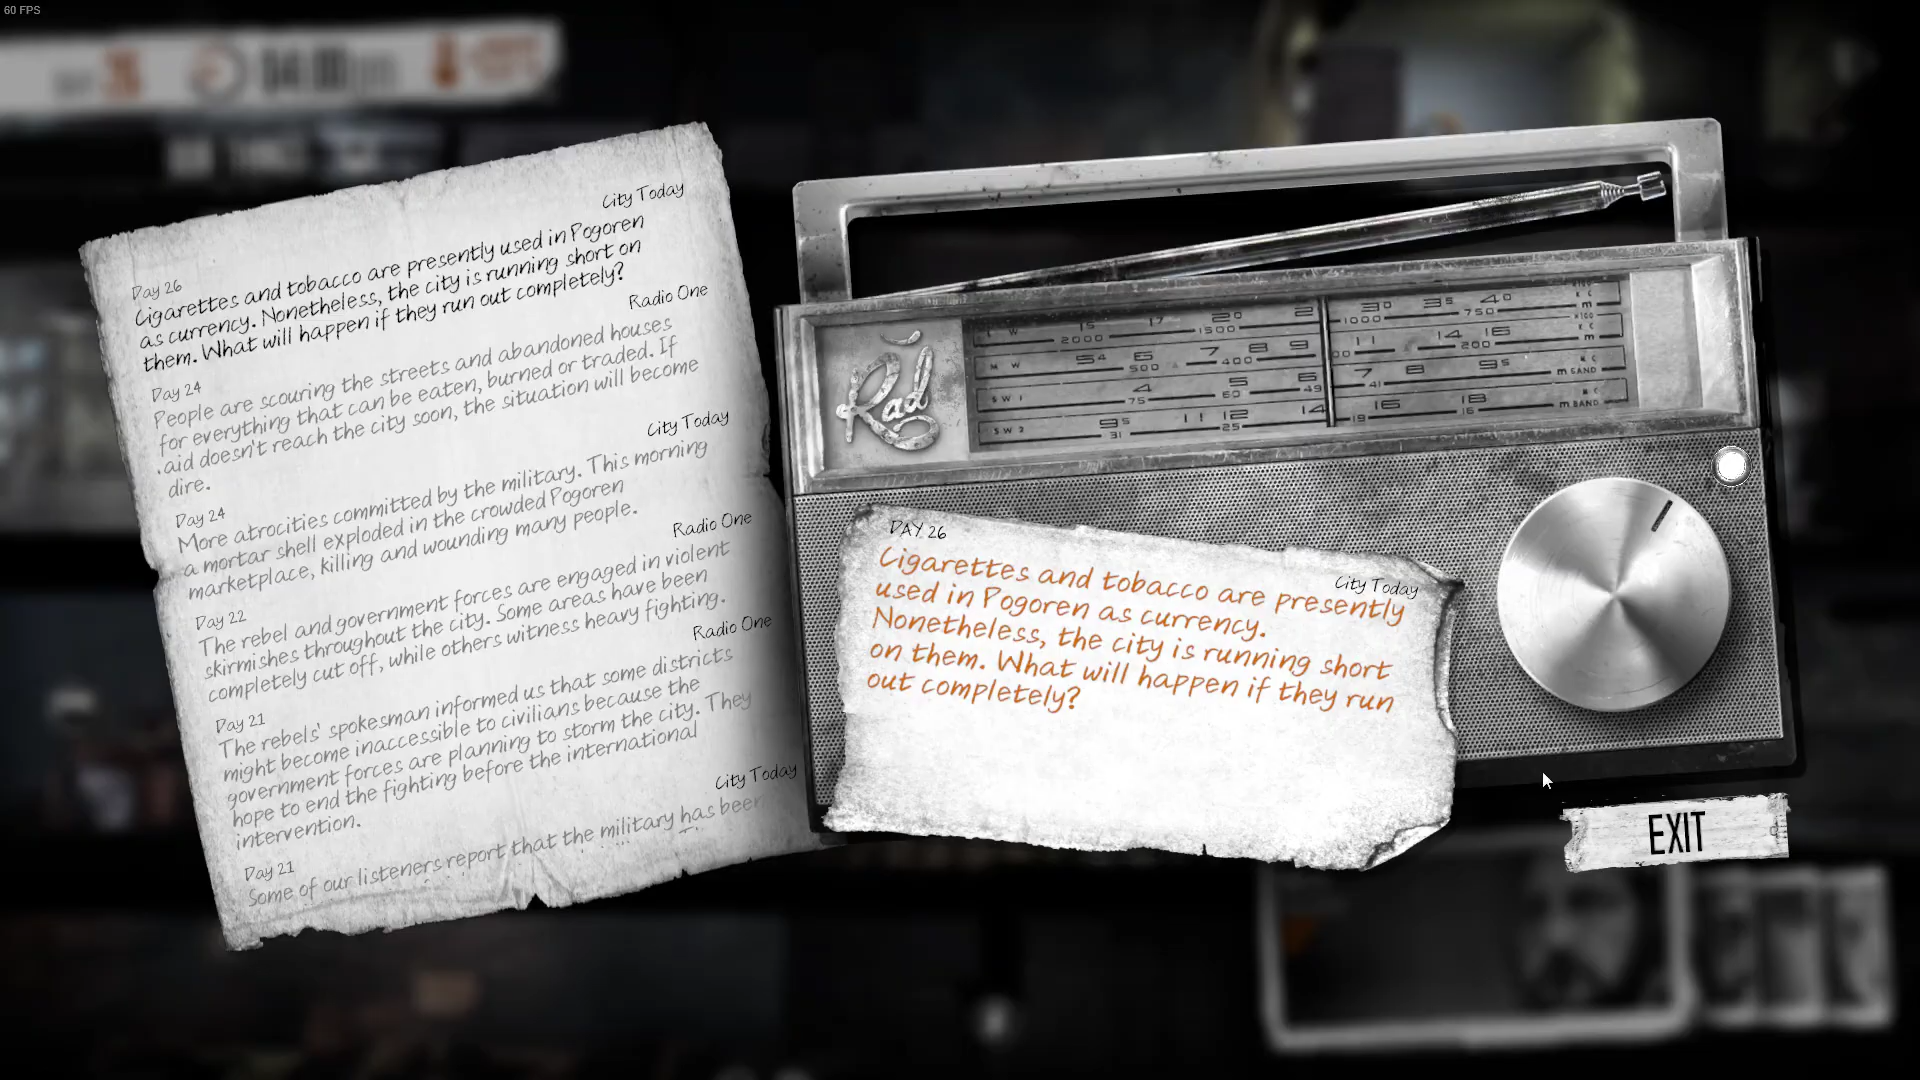 60 FPS
City Today
Day 26
Cigarettes and tobacco are presently used in Pogoren
as currency. Nonetheless, the city is running short on
them. What will happen if they run out completely?
Radio One
Day 24
People are scouring the streets and abandoned houses
for everything that can be eaten, burned or traded. If
aid doesn't reach the city soon, the situation will become
dire.
City Today
Day 24
More atrocities committed by the military. This morning
a mortar shell exploded in the crowded Pogoren
marketplace, killing and wounding many people.
Radio One
Day 22
The rebel and government forces are engaged in violent
skirmishes throughout the city. Some areas have been
completely cut off, while others witness heavy fighting.
Radio One
Day 21
The rebels' spokesman informed us that some districts
might become inaccessible to civilians because the
government forces are planning to storm the city. They
hope to end the fighting before the international
intervention.
City Today
Day 21
Some of our listeners report that the military has been
Rad
DAY 26
City Today
Cigarettes and tobacco are presently
used in Pogoren as currency.
Nonetheless, the city is running short
on them. What will happen if they run
out completely?
EXIT